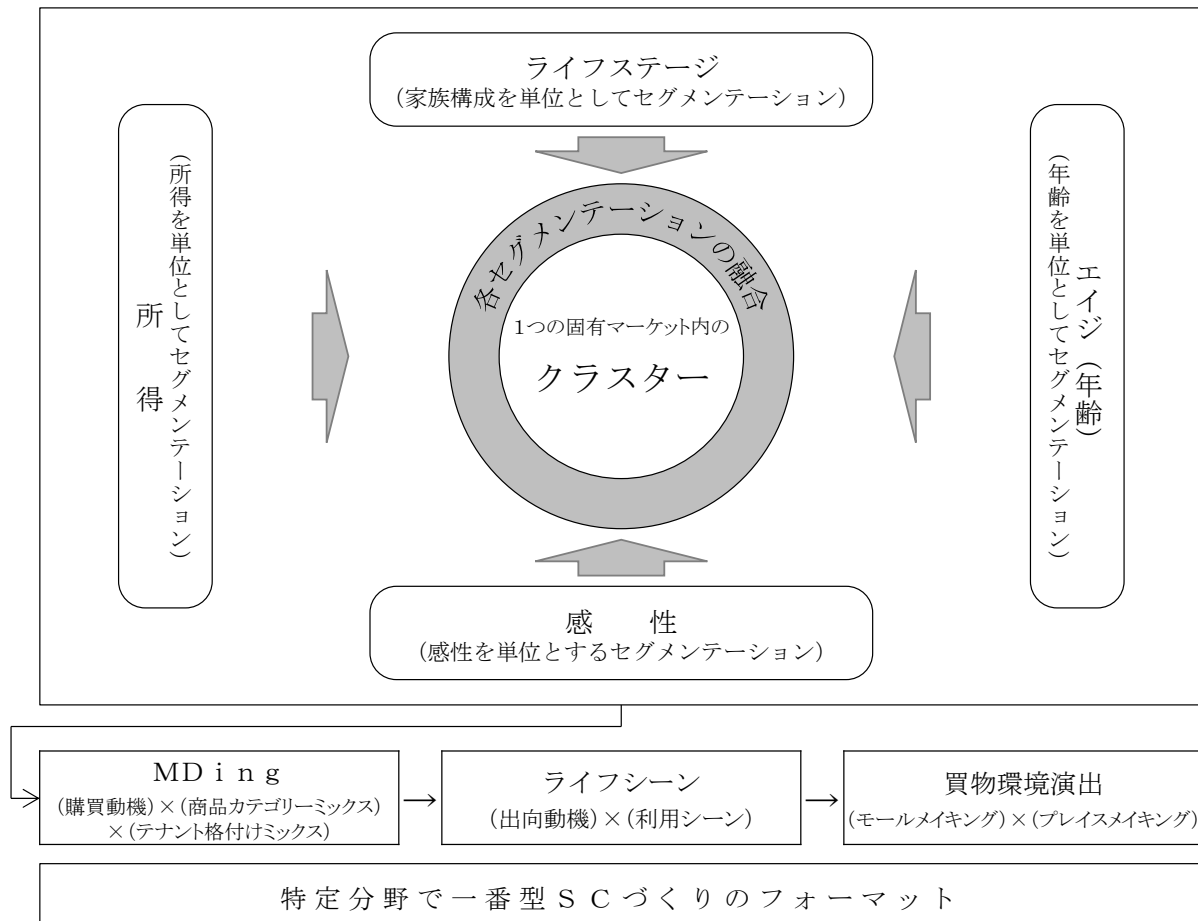 ライフステージ
(家族構成を単位としてセグメンテーション)
所得
(所得を単位としてセグメンテーション)
各セグメンテーションの融合
1つの固有マーケット内の
クラスター
エイジ(年齢)
(年齢を単位としてセグメンテーション)
感 性
(感性を単位とするセグメンテーション)
MDing
(購買動機)×(商品カテゴリーミックス)
×(テナント格付けミックス)
→
ライフシーン
(出向動機)×(利用シーン)
→
買物環境演出
(モールメイキング)×(プレイスメイキング)
特定分野で一番型SCづくりのフォーマット